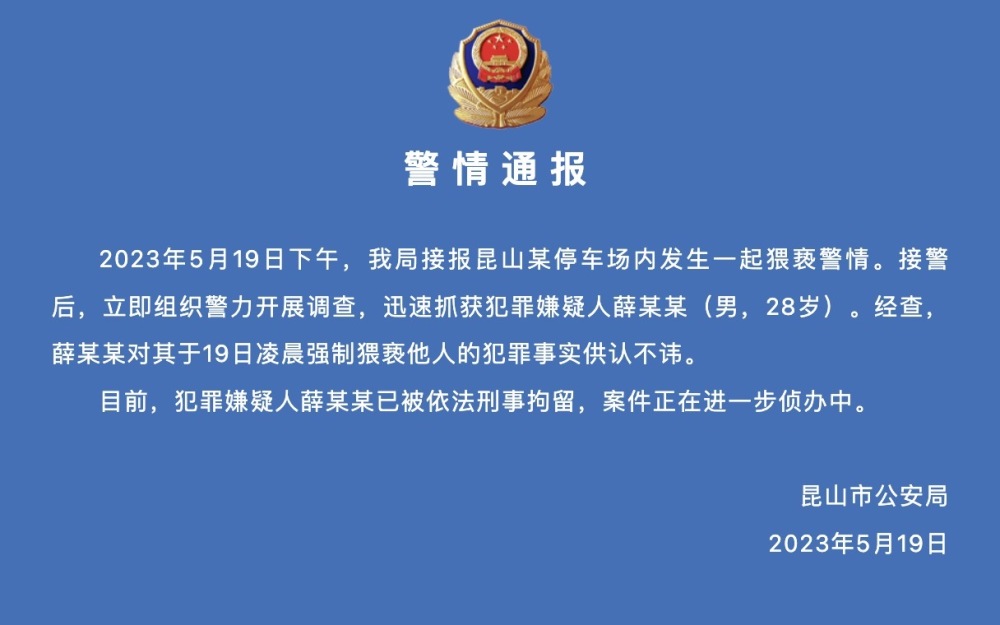 警情通报
2023年5月19日下午，我局接报昆山某停车场内发生一起猥亵警情。接警
后，立即组织警力开展调查，迅速抓获犯罪嫌疑人薛某某（男，28岁）。经查，
薛某某对其于19日凌晨强制猥亵他人的犯罪事实供认不讳。
目前，犯罪嫌疑人薛某某已被依法刑事拘留，案件正在进一步侦办中。
昆山市公安局
2023年5月19日